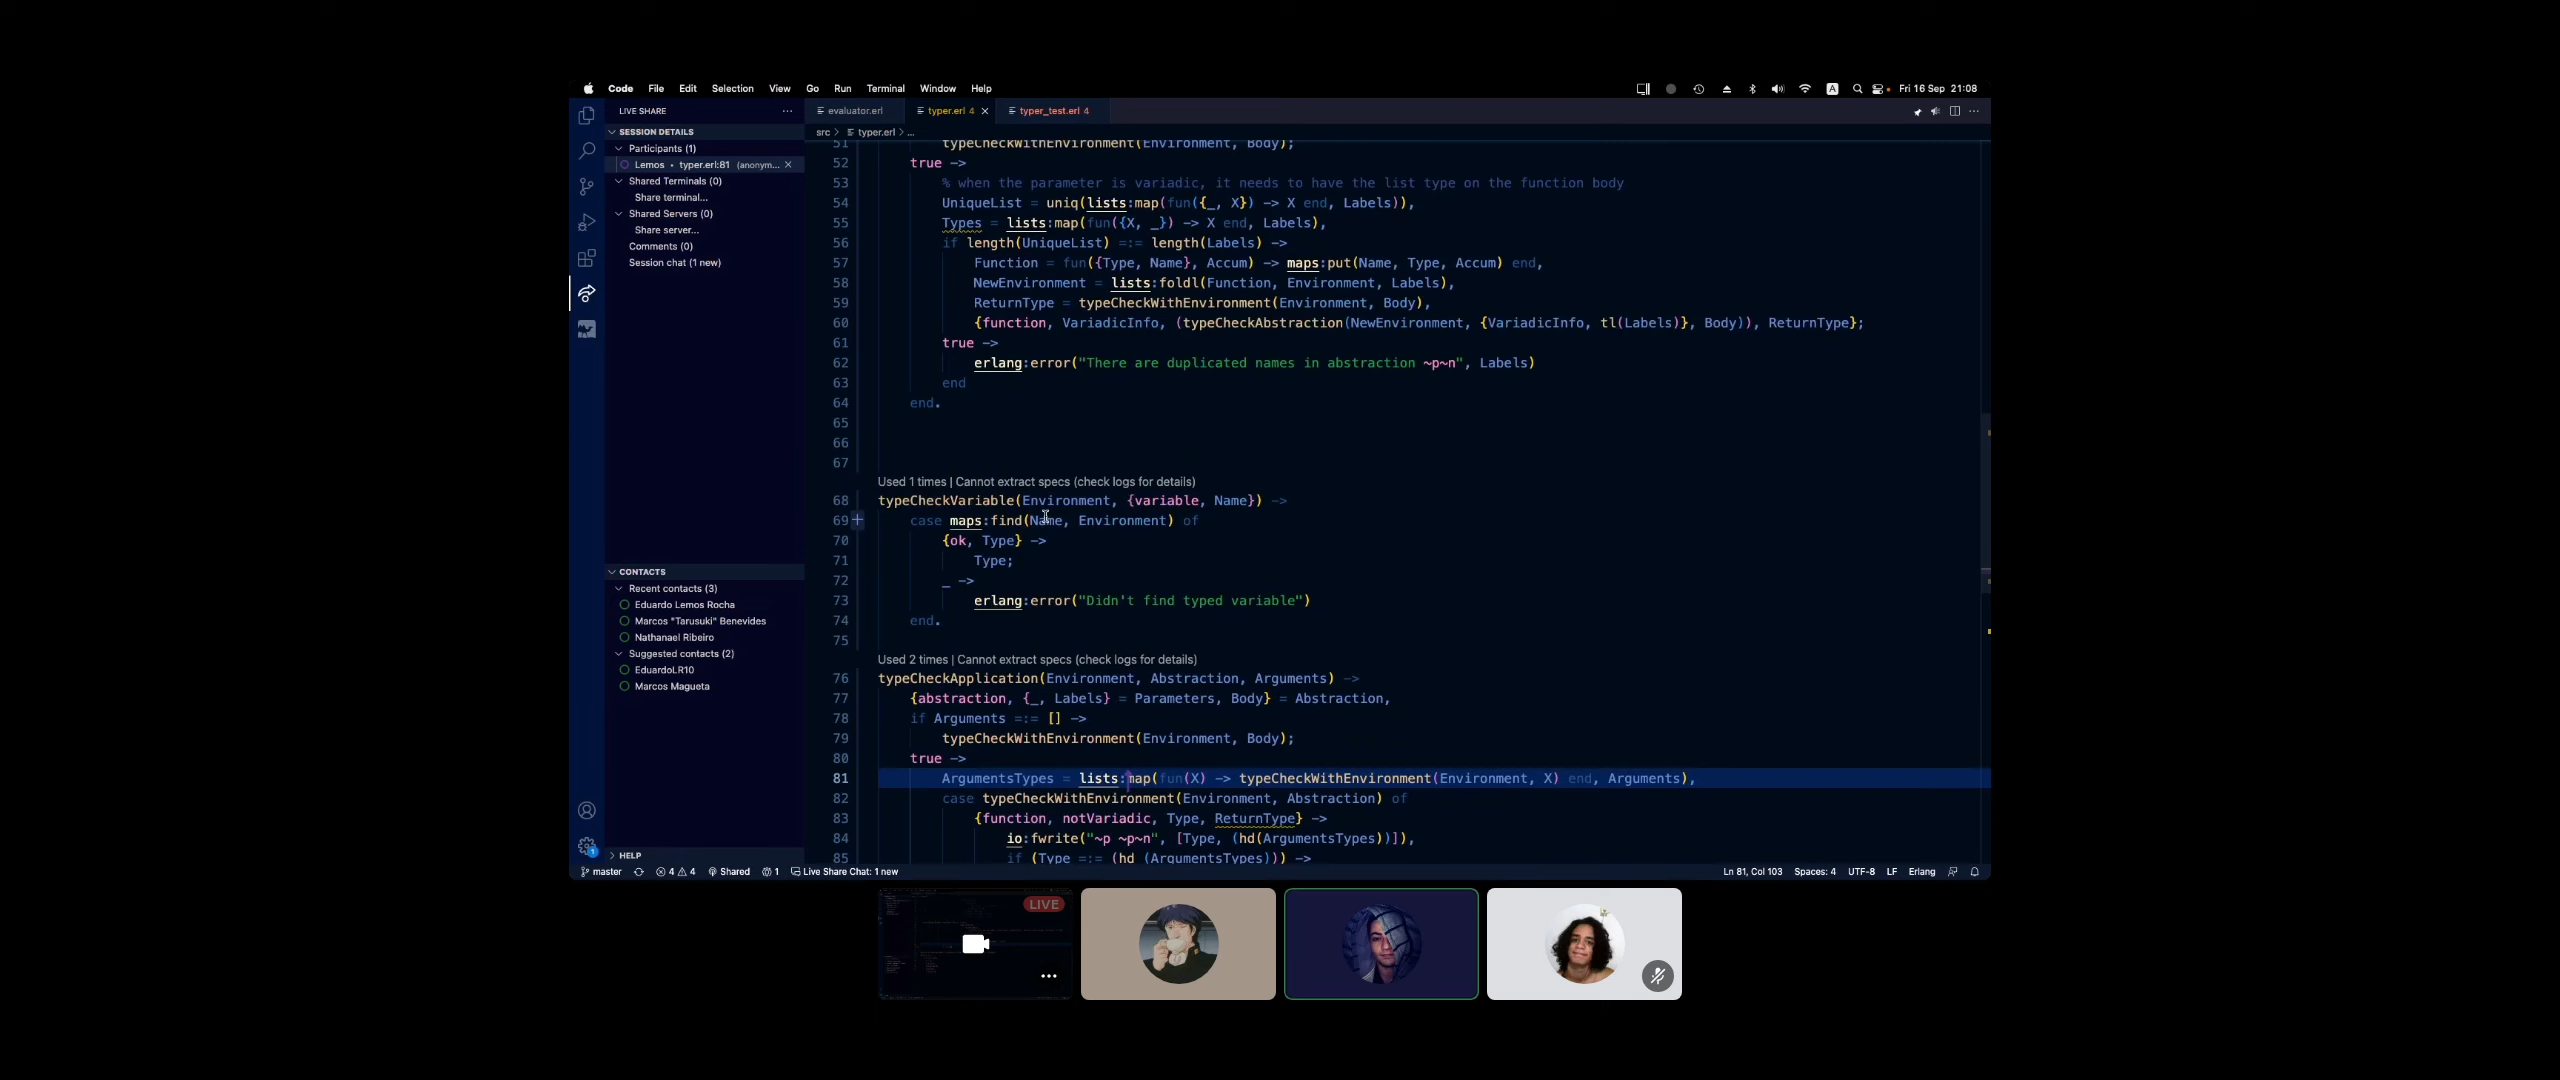 Code File Edit Selection View Go Run Terminal Window Help
A Fri 16 Sep 21:08
LIVE SHARE
evaluator.erl typer.erl 4 typer_test.erl 4
SESSION DETAILS
Participants (1)
Lemos • typer.erl:81 (anonym...
Shared Terminals (0)
Share terminal...
Shared Servers (0)
Share server...
Comments (0)
Session chat (1 new)
CONTACTS
Recent contacts (3)
Eduardo Lemos Rocha
Marcos "Tarusuki" Benevides
Nathanael Ribeiro
Suggested contacts (2)
EduardoLR10
Marcos Magueta
HELP
src > typer.erl > ...
51 typeCheckWithEnvironment(Environment, Body);
52 true ->
53 % when the parameter is variadic, it needs to have the list type on the function body
54 UniqueList = uniq(lists:map(fun({_, X}) -> X end, Labels)),
55 Types = lists:map(fun({X, _}) -> X end, Labels),
56 if length(UniqueList) =:= length(Labels) ->
57 Function = fun({Type, Name}, Accum) -> maps:put(Name, Type, Accum) end,
58 NewEnvironment = lists:foldl(Function, Environment, Labels),
59 ReturnType = typeCheckWithEnvironment(Environment, Body),
60 {function, VariadicInfo, (typeCheckAbstraction(NewEnvironment, {VariadicInfo, tl(Labels)}, Body)), ReturnType};
61 true ->
62 erlang:error("There are duplicated names in abstraction ~p~n", Labels)
63 end
64 end.
65
66
67
Used 1 times | Cannot extract specs (check logs for details)
68 typeCheckVariable(Environment, {variable, Name}) ->
69 case maps:find(Name, Environment) of
70 {ok, Type} ->
71 Type;
72 _ ->
73 erlang:error("Didn't find typed variable")
74 end.
75
Used 2 times | Cannot extract specs (check logs for details)
76 typeCheckApplication(Environment, Abstraction, Arguments) ->
77 {abstraction, {_, Labels} = Parameters, Body} = Abstraction,
78 if Arguments =:= [] ->
79 typeCheckWithEnvironment(Environment, Body);
80 true ->
81 ArgumentsTypes = lists:map(fun(X) -> typeCheckWithEnvironment(Environment, X) end, Arguments),
82 case typeCheckWithEnvironment(Environment, Abstraction) of
83 {function, notVariadic, Type, ReturnType} ->
84 io:fwrite("~p ~p~n", [Type, (hd(ArgumentsTypes))]),
85 if (Type =:= (hd (ArgumentsTypes))) ->
1
master 4 4 Shared 1 Live Share Chat: 1 new Ln 81, Col 103 Spaces: 4 UTF-8 LF Erlang
LIVE